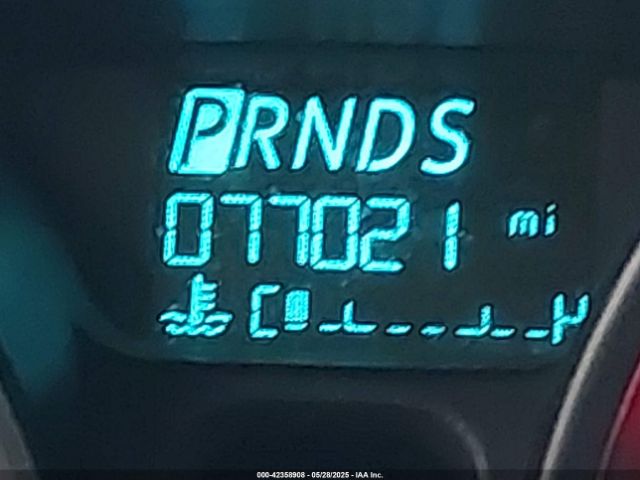 PRNDS
077021 mi
C H
000-42358908 - 05/28/2025 - IAA Inc.